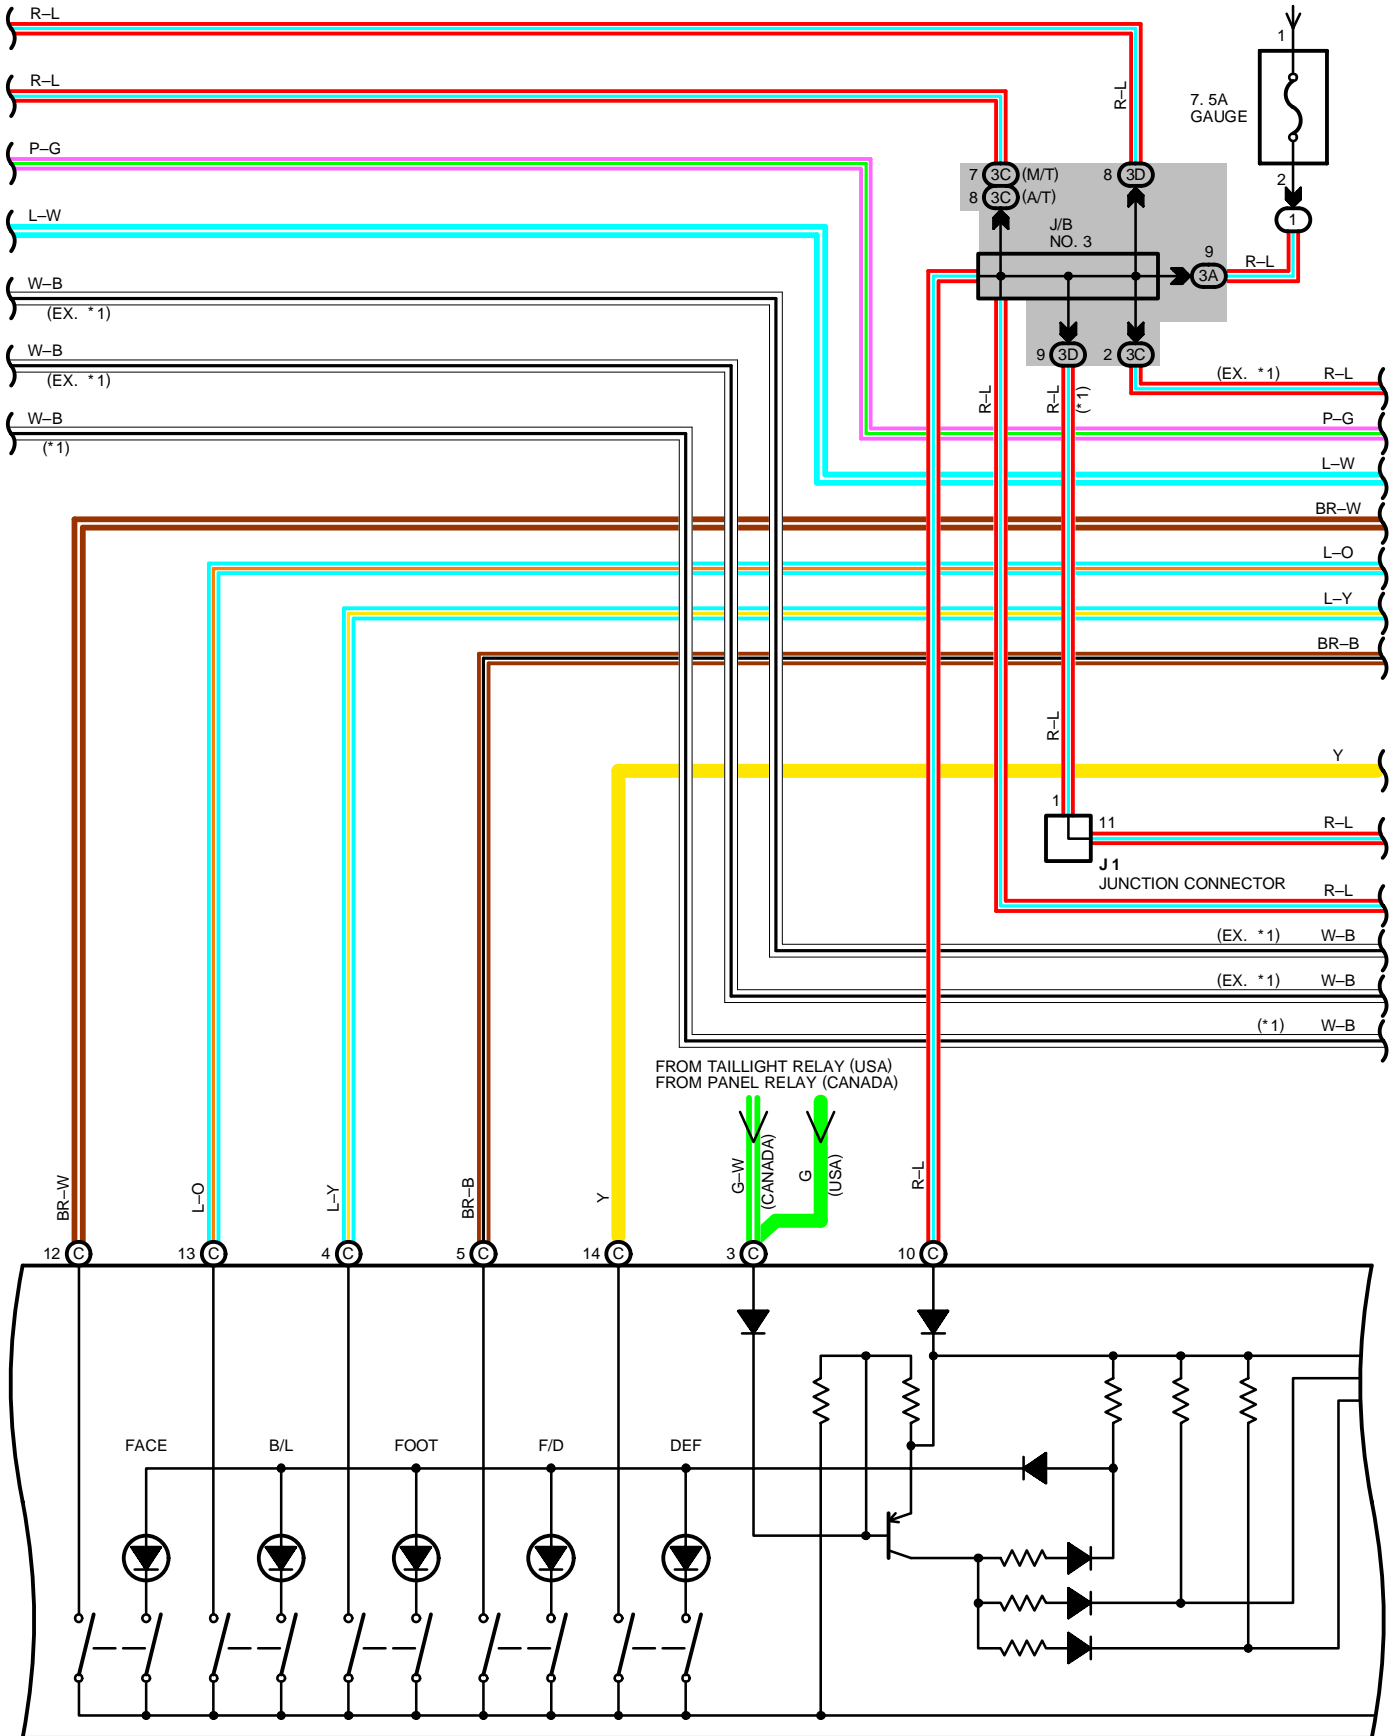 R–L
1
R–L
7. 5A
GAUGE
R–L
P–G
7 3C (M/T)
8 3D
2
8 3C (A/T)
L–W
1
J/B
NO. 3
9
R–L
3A
W–B
(EX. *1)
W–B
9 3D
2 3C
(EX. *1)
(EX. *1) R–L
R–L
R–L
(*1)
W–B
P–G
(*1)
L–W
BR–W
L–O
L–Y
BR–B
R–L
Y
1
11
R–L
J 1
JUNCTION CONNECTOR
R–L
(EX. *1) W–B
(EX. *1) W–B
(*1) W–B
FROM TAILLIGHT RELAY (USA)
FROM PANEL RELAY (CANADA)
BR–W
L–O
L–Y
BR–B
Y
G–W
(CANADA)
G
(USA)
R–L
12 C
13 C
4 C
5 C
14 C
3 C
10 C
FACE
B/L
FOOT
F/D
DEF